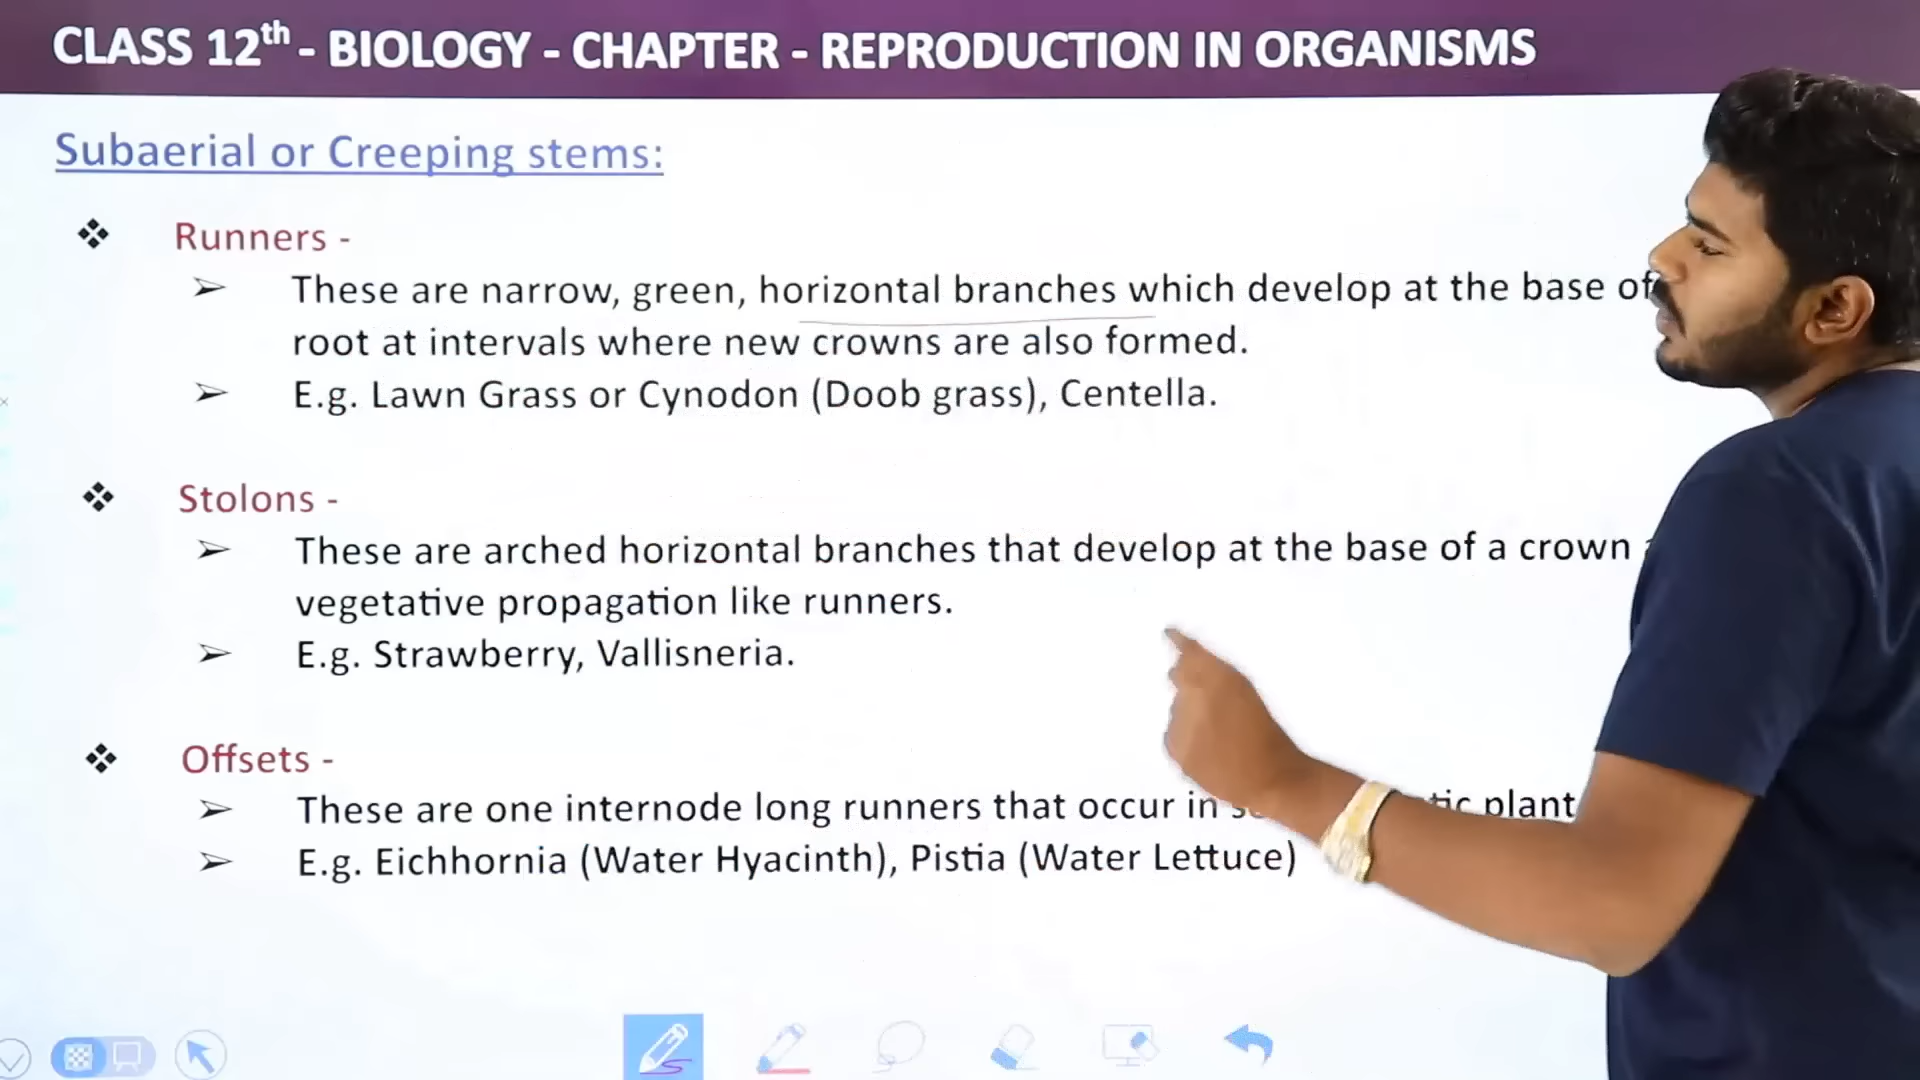 CLASS 12th - BIOLOGY - CHAPTER - REPRODUCTION IN ORGANISMS
Subaerial or Creeping stems:
Runners -
These are narrow, green, horizontal branches which develop at the base of
root at intervals where new crowns are also formed.
E.g. Lawn Grass or Cynodon (Doob grass), Centella.
Stolons -
These are arched horizontal branches that develop at the base of a crown
vegetative propagation like runners.
E.g. Strawberry, Vallisneria.
Offsets -
These are one internode long runners that occur in plant
E.g. Eichhornia (Water Hyacinth), Pistia (Water Lettuce)